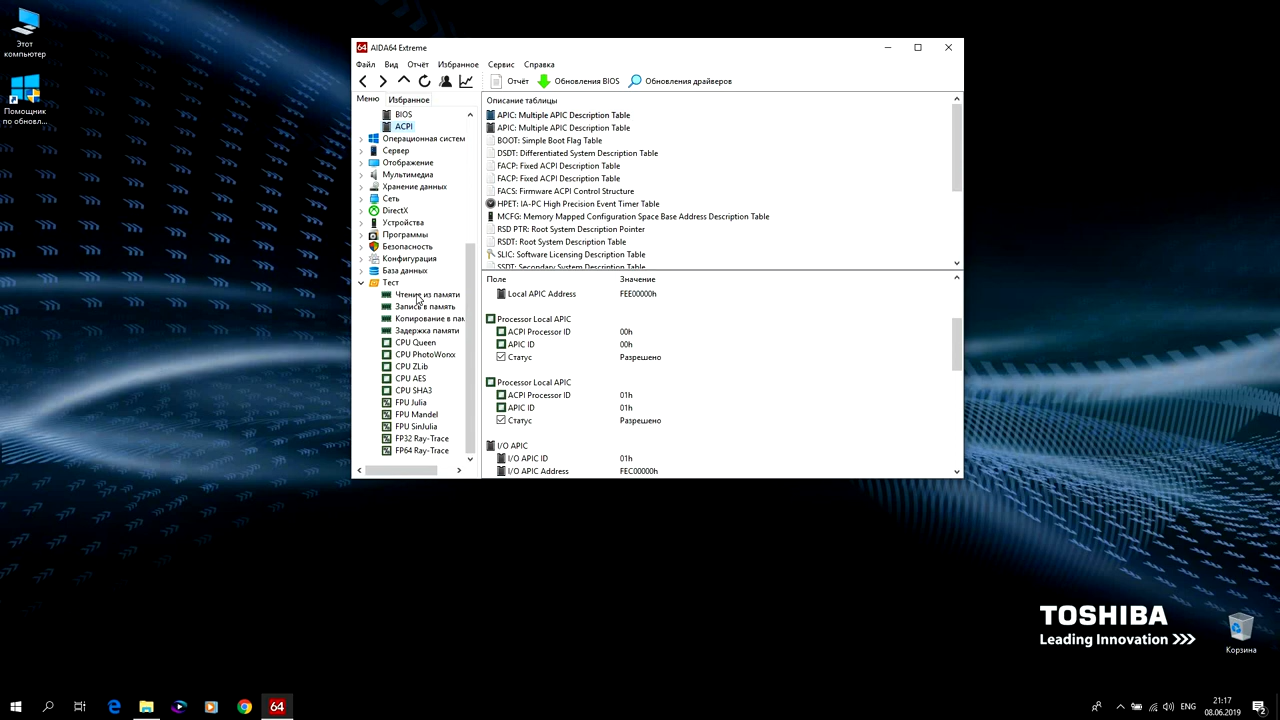 Этот
компьютер
Помощник
по обновл...
AIDA64 Extreme
Файл Вид Отчёт Избранное Сервис Справка
Отчёт Обновления BIOS Обновления драйверов
Меню Избранное
BIOS
ACPI
Операционная систем
Сервер
Отображение
Мультимедиа
Хранение данных
Сеть
DirectX
Устройства
Программы
Безопасность
Конфигурация
База данных
Тест
Чтение из памяти
Запись в память
Копирование в пам
Задержка памяти
CPU Queen
CPU PhotoWorxx
CPU ZLib
CPU AES
CPU SHA3
FPU Julia
FPU Mandel
FPU SinJulia
FP32 Ray-Trace
FP64 Ray-Trace
Описание таблицы
APIC: Multiple APIC Description Table
APIC: Multiple APIC Description Table
BOOT: Simple Boot Flag Table
DSDT: Differentiated System Description Table
FACP: Fixed ACPI Description Table
FACP: Fixed ACPI Description Table
FACS: Firmware ACPI Control Structure
HPET: IA-PC High Precision Event Timer Table
MCFG: Memory Mapped Configuration Space Base Address Description Table
RSD PTR: Root System Description Pointer
RSDT: Root System Description Table
SLIC: Software Licensing Description Table
SSDT: Secondary System Description Table
Поле Значение
Local APIC Address FEE00000h
Processor Local APIC
ACPI Processor ID 00h
APIC ID 00h
Статус Разрешено
Processor Local APIC
ACPI Processor ID 01h
APIC ID 01h
Статус Разрешено
I/O APIC
I/O APIC ID 01h
I/O APIC Address FEC00000h
TOSHIBA
Leading Innovation >>>
Корзина
64
ENG
21:17
08.06.2019
2